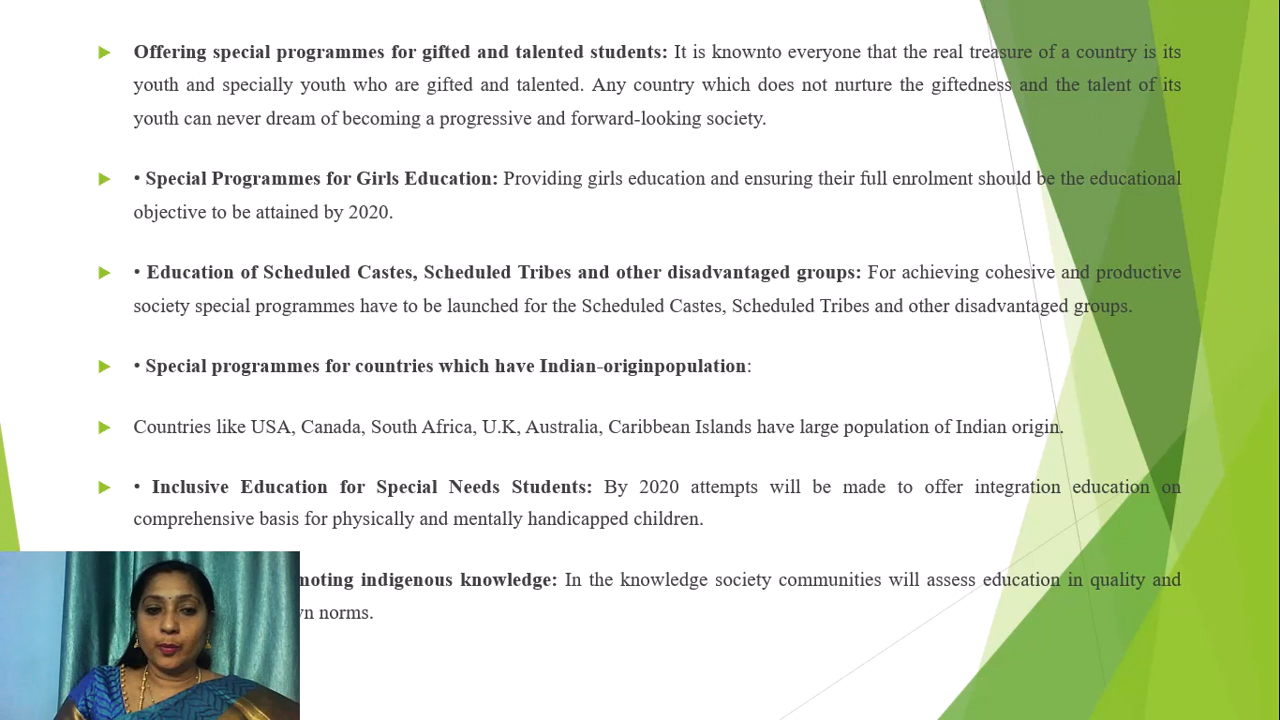 Offering special programmes for gifted and talented students: It is knownto everyone that the real treasure of a country is its
youth and specially youth who are gifted and talented. Any country which does not nurture the giftedness and the talent of its
youth can never dream of becoming a progressive and forward-looking society.
• Special Programmes for Girls Education: Providing girls education and ensuring their full enrolment should be the educational
objective to be attained by 2020.
• Education of Scheduled Castes, Scheduled Tribes and other disadvantaged groups: For achieving cohesive and productive
society special programmes have to be launched for the Scheduled Castes, Scheduled Tribes and other disadvantaged groups.
• Special programmes for countries which have Indian-originpopulation:
Countries like USA, Canada, South Africa, U.K, Australia, Caribbean Islands have large population of Indian origin.
• Inclusive Education for Special Needs Students: By 2020 attempts will be made to offer integration education on
comprehensive basis for physically and mentally handicapped children.
indigenous knowledge: In the knowledge society communities will assess education in quality and
norms.